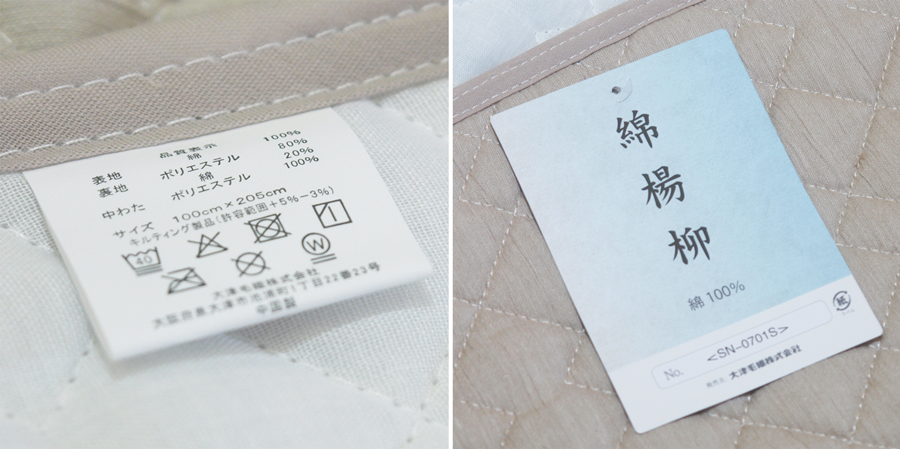 品質表示
表地 綿 100%
裏地 ポリエステル 80%
綿 20%
中わた ポリエステル 100%
サイズ 100cm×205cm
キルティング製品(許容範囲+5%−3%)
40
W
大津毛織株式会社
大阪府泉大津市池浦町1丁目22番23号
中国製
綿楊柳
綿100%
No. <SN-0701S>
発売元 大津毛織株式会社
紙